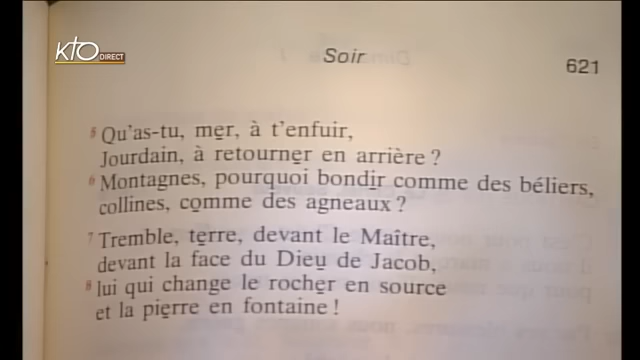 KTO DIRECT
Soir
621
5 Qu'as-tu, mer, à t'enfuir,
Jourdain, à retourner en arrière ?
6 Montagnes, pourquoi bondir comme des béliers,
collines, comme des agneaux ?
7 Tremble, terre, devant le Maître,
devant la face du Dieu de Jacob,
8 lui qui change le rocher en source
et la pierre en fontaine !